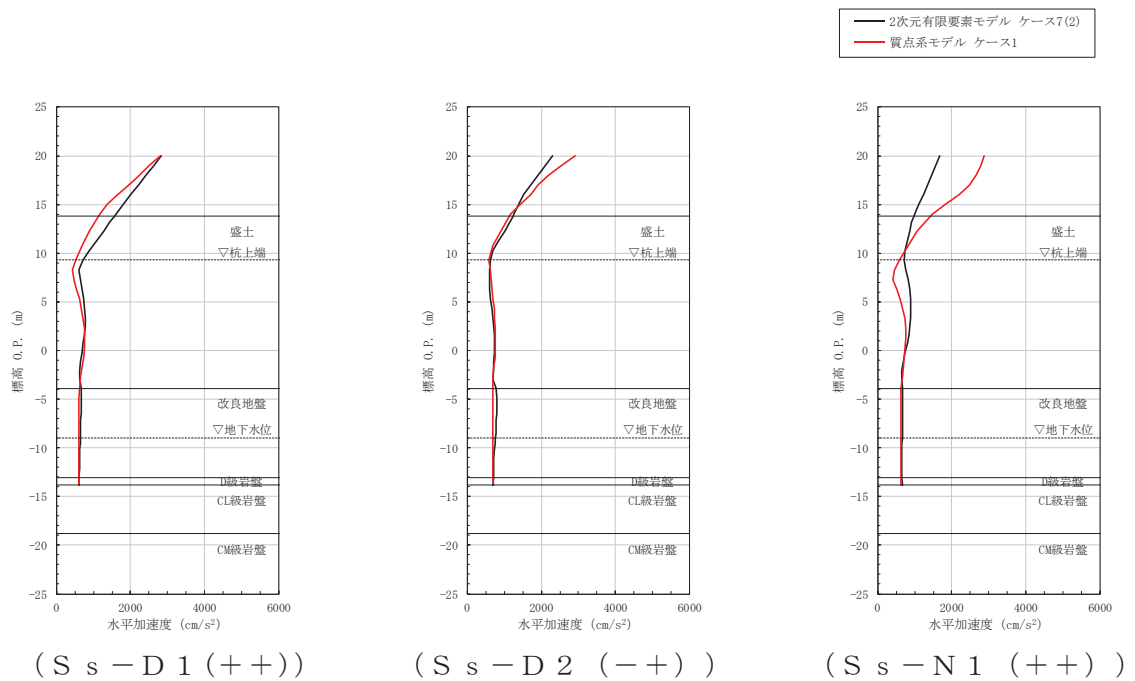 2次元有限要素モデル ケース7(2)
質点系モデル ケース1
25
20
15
10
5
0
-5
-10
-15
-20
-25
標高 O.P. (m)
盛土
▽杭上端
改良地盤
▽地下水位
D級岩盤
CL級岩盤
CM級岩盤
0 2000 4000 6000
水平加速度 (cm/s²)
(Ss-D1(++))
25
20
15
10
5
0
-5
-10
-15
-20
-25
標高 O.P. (m)
盛土
▽杭上端
改良地盤
▽地下水位
D級岩盤
CL級岩盤
CM級岩盤
0 2000 4000 6000
水平加速度 (cm/s²)
(Ss-D2 (-+))
25
20
15
10
5
0
-5
-10
-15
-20
-25
標高 O.P. (m)
盛土
▽杭上端
改良地盤
▽地下水位
D級岩盤
CL級岩盤
CM級岩盤
0 2000 4000 6000
水平加速度 (cm/s²)
(Ss-N1 (++))